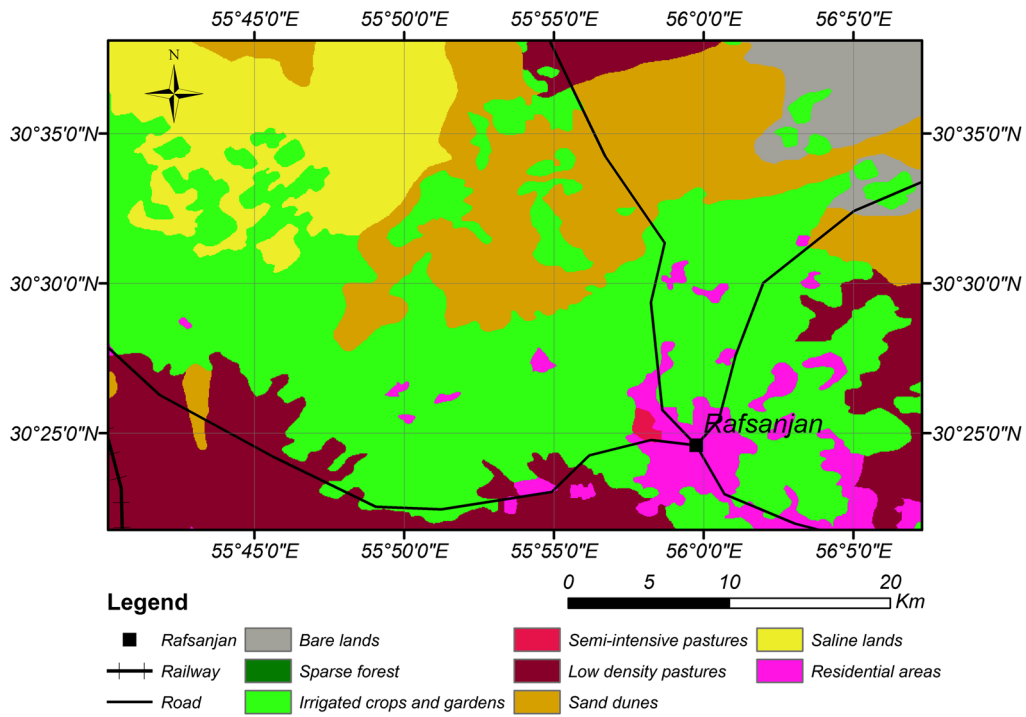 55°45'0"E 55°50'0"E 55°55'0"E 56°0'0"E 56°5'0"E
N
30°35'0"N 30°35'0"N
30°30'0"N 30°30'0"N
Rafsanjan
30°25'0"N 30°25'0"N
55°45'0"E 55°50'0"E 55°55'0"E 56°0'0"E 56°5'0"E
0 5 10 20
Km
Legend
Rafsanjan Bare lands Semi-intensive pastures Saline lands
Railway Sparse forest Low density pastures Residential areas
Road Irrigated crops and gardens Sand dunes